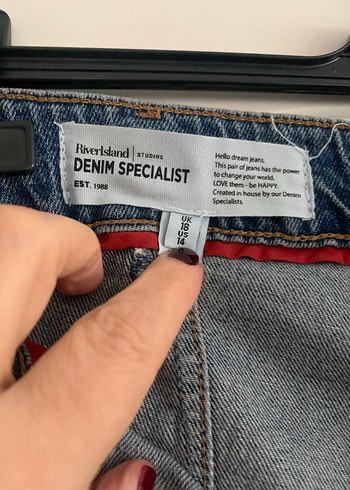 RiverIsland | STUDIOS
DENIM SPECIALIST
EST. 1988
Hello dream jeans.
This pair of jeans has the power
to change your world.
LOVE them - be HAPPY.
Created in house by our Denim
Specialists.
UK
18
US
14